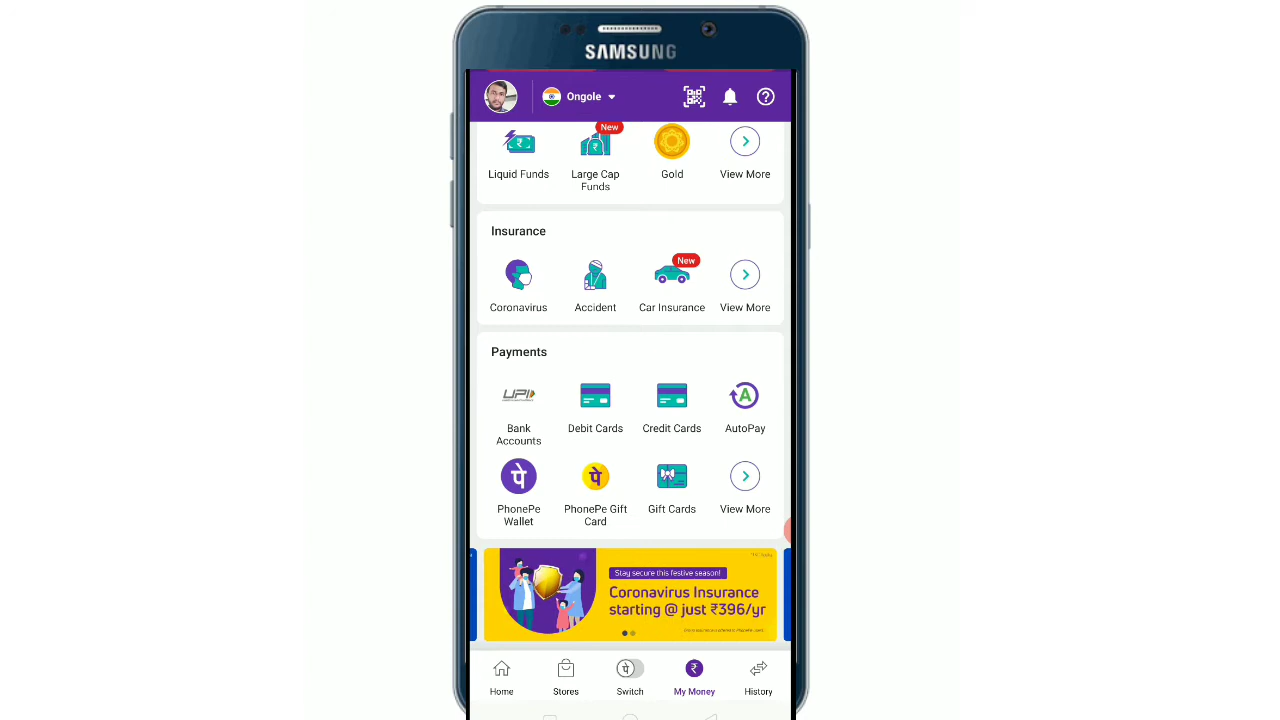 SAMSUNG
Ongole
New
Liquid Funds
Large Cap
Funds
Gold
View More
Insurance
New
Coronavirus
Accident
Car Insurance
View More
Payments
UPI
A
Bank
Accounts
Debit Cards
Credit Cards
AutoPay
पे
पे
PhonePe
Wallet
PhonePe Gift
Card
Gift Cards
View More
Stay secure this festive season!
Coronavirus Insurance
starting @ just ₹396/yr
पे
₹
Home
Stores
Switch
My Money
History